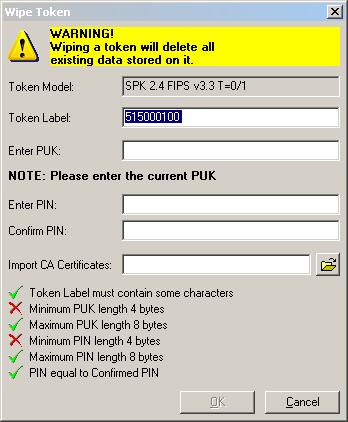 Wipe Token
WARNING!
Wiping a token will delete all
existing data stored on it.
Token Model:
SPK 2.4 FIPS v3.3 T=0/1
Token Label:
515000100
Enter PUK:
NOTE: Please enter the current PUK
Enter PIN:
Confirm PIN:
Import CA Certificates:
Token Label must contain some characters
Minimum PUK length 4 bytes
Maximum PUK length 8 bytes
Minimum PIN length 4 bytes
Maximum PIN length 8 bytes
PIN equal to Confirmed PIN
OK
Cancel